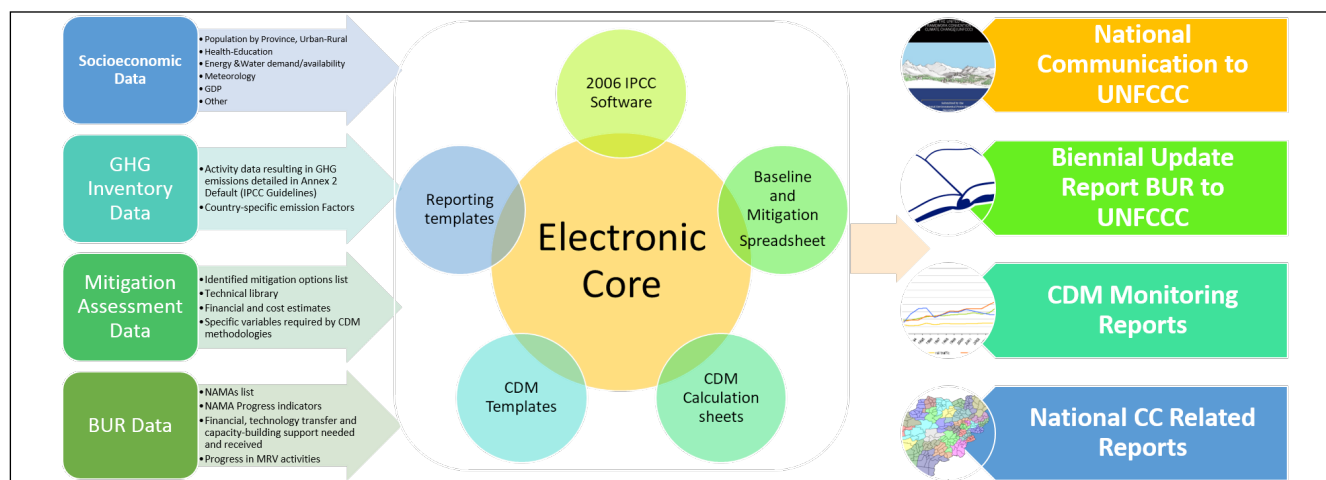 Socioeconomic
Data
•Population by Province, Urban-Rural
•Health-Education
•Energy &Water demand/availability
•Meteorology
•GDP
•Other
GHG
Inventory
Data
•Activity data resulting in GHG
emissions detailed in Annex 2
Default (IPCC Guidelines)
•Country-specific emission Factors
Mitigation
Assessment
Data
•Identified mitigation options list
•Technical library
•Financial and cost estimates
•Specific variables required by CDM
methodologies
BUR Data
•NAMAs list
•NAMA Progress indicators
•Financial, technology transfer and
capacity-building support needed
and received
•Progress in MRV activities
2006 IPCC
Software
Reporting
templates
Baseline
and
Mitigation
Spreadsheet
Electronic
Core
CDM
Templates
CDM
Calculation
sheets
National
Communication to
UNFCCC
Biennial Update
Report BUR to
UNFCCC
CDM Monitoring
Reports
National CC Related
Reports